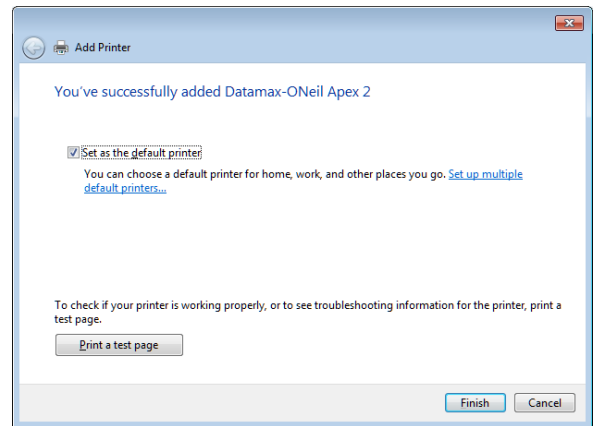 Add Printer
You've successfully added Datamax-ONeil Apex 2
Set as the default printer
You can choose a default printer for home, work, and other places you go. Set up multiple
default printers...
To check if your printer is working properly, or to see troubleshooting information for the printer, print a
test page.
Print a test page
Finish Cancel